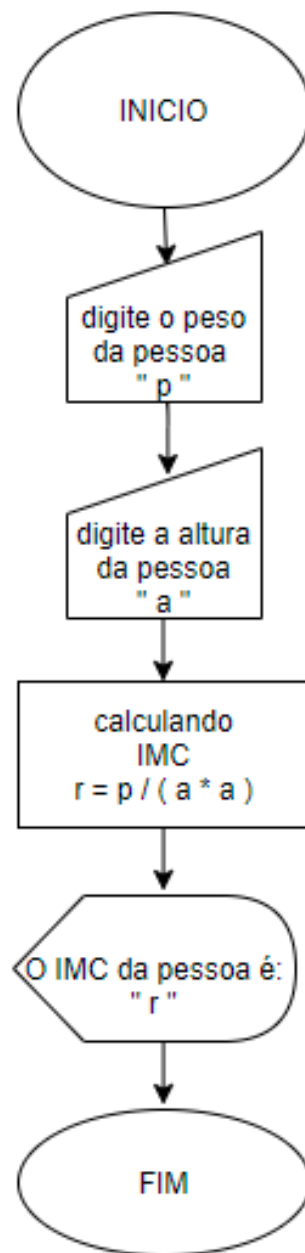 INICIO
digite o peso
da pessoa
" p "
digite a altura
da pessoa
" a "
calculando
IMC
r = p / ( a * a )
O IMC da pessoa é:
" r "
FIM